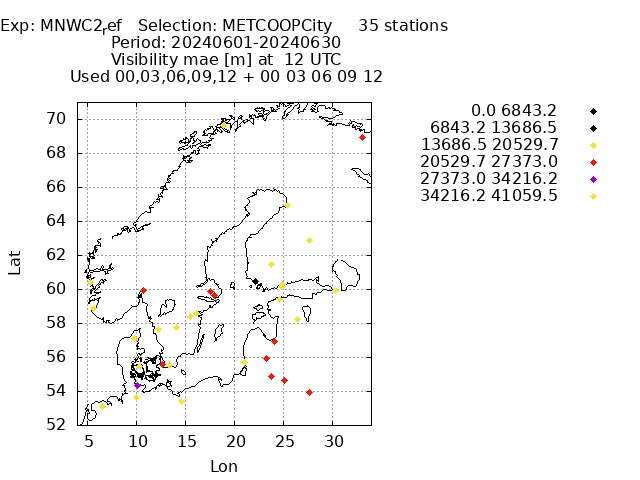 Exp: MNWC2ref   Selection: METCOOPCity     35 stations
Period: 20240601-20240630
Visibility mae [m] at  12 UTC
Used 00,03,06,09,12 + 00 03 06 09 12
0.0 6843.2
6843.2 13686.5
13686.5 20529.7
20529.7 27373.0
27373.0 34216.2
34216.2 41059.5
70
68
66
64
62
60
58
56
54
52
Lat
5 10 15 20 25 30
Lon